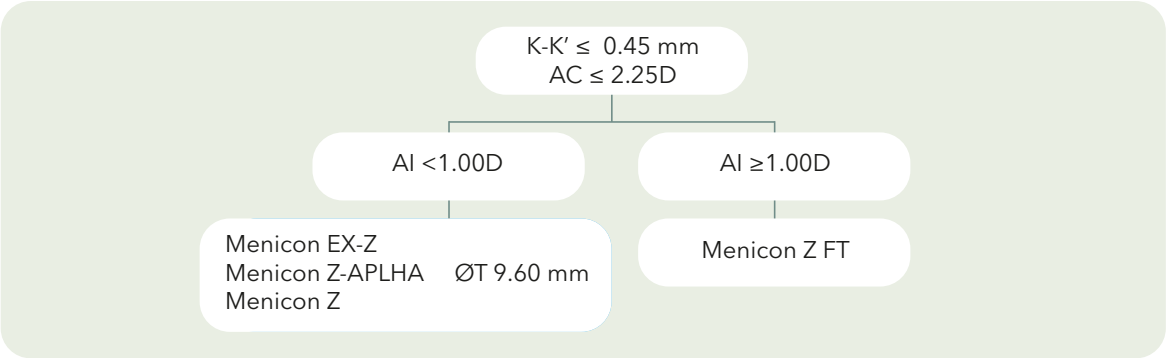 K-K’ ≤ 0.45 mm
AC ≤ 2.25D
AI <1.00D
AI ≥1.00D
Menicon EX-Z
Menicon Z-APLHA ØT 9.60 mm
Menicon Z
Menicon Z FT